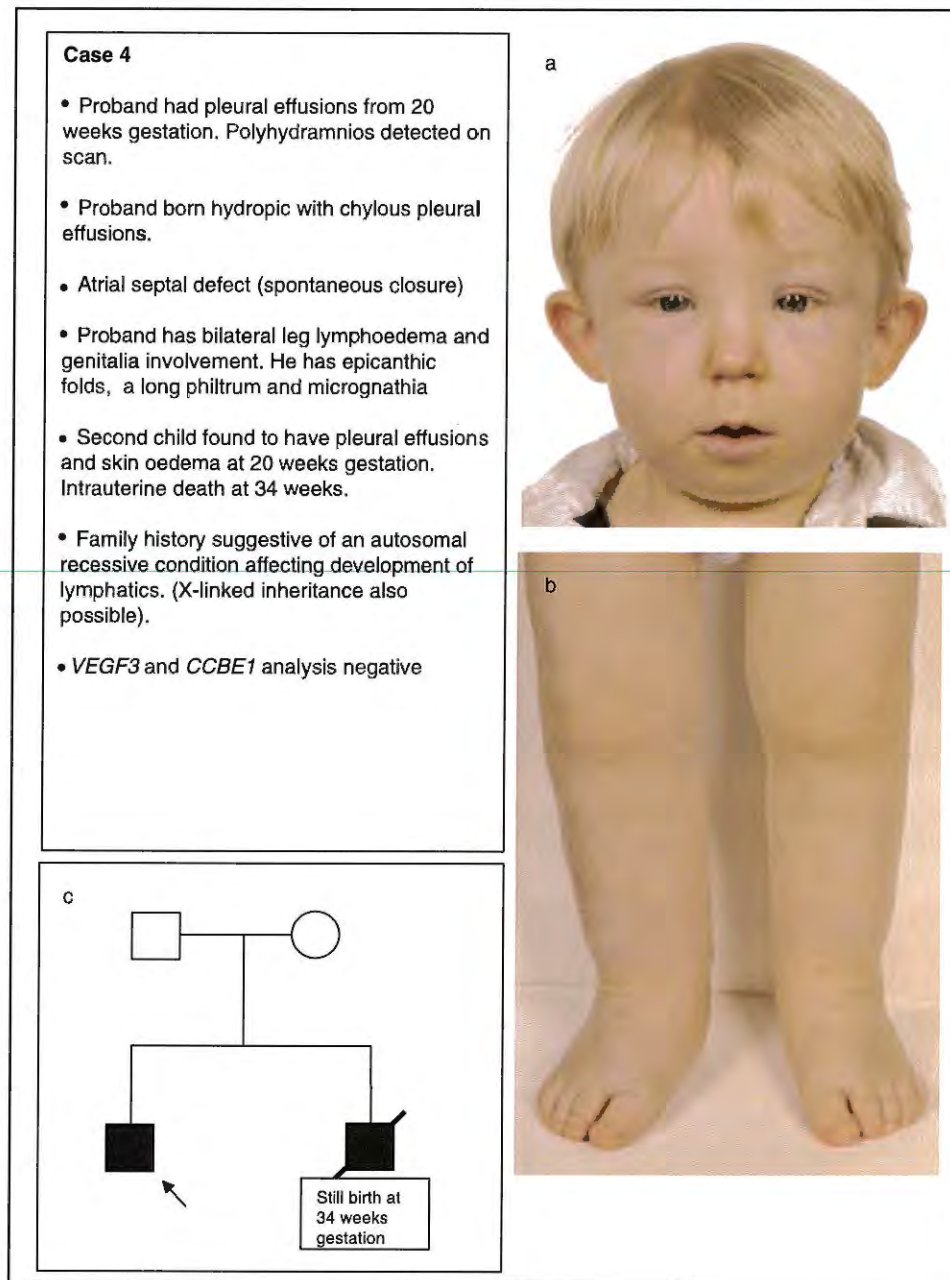 Case 4
• Proband had pleural effusions from 20
weeks gestation. Polyhydramnios detected on
scan.
• Proband born hydropic with chylous pleural
effusions.
• Atrial septal defect (spontaneous closure)
• Proband has bilateral leg lymphoedema and
genitalia involvement. He has epicanthic
folds, a long philtrum and micrognathia
• Second child found to have pleural effusions
and skin oedema at 20 weeks gestation.
Intrauterine death at 34 weeks.
• Family history suggestive of an autosomal
recessive condition affecting development of
lymphatics. (X-linked inheritance also
possible).
• VEGF3 and CCBE1 analysis negative
a
b
c
Still birth at
34 weeks
gestation